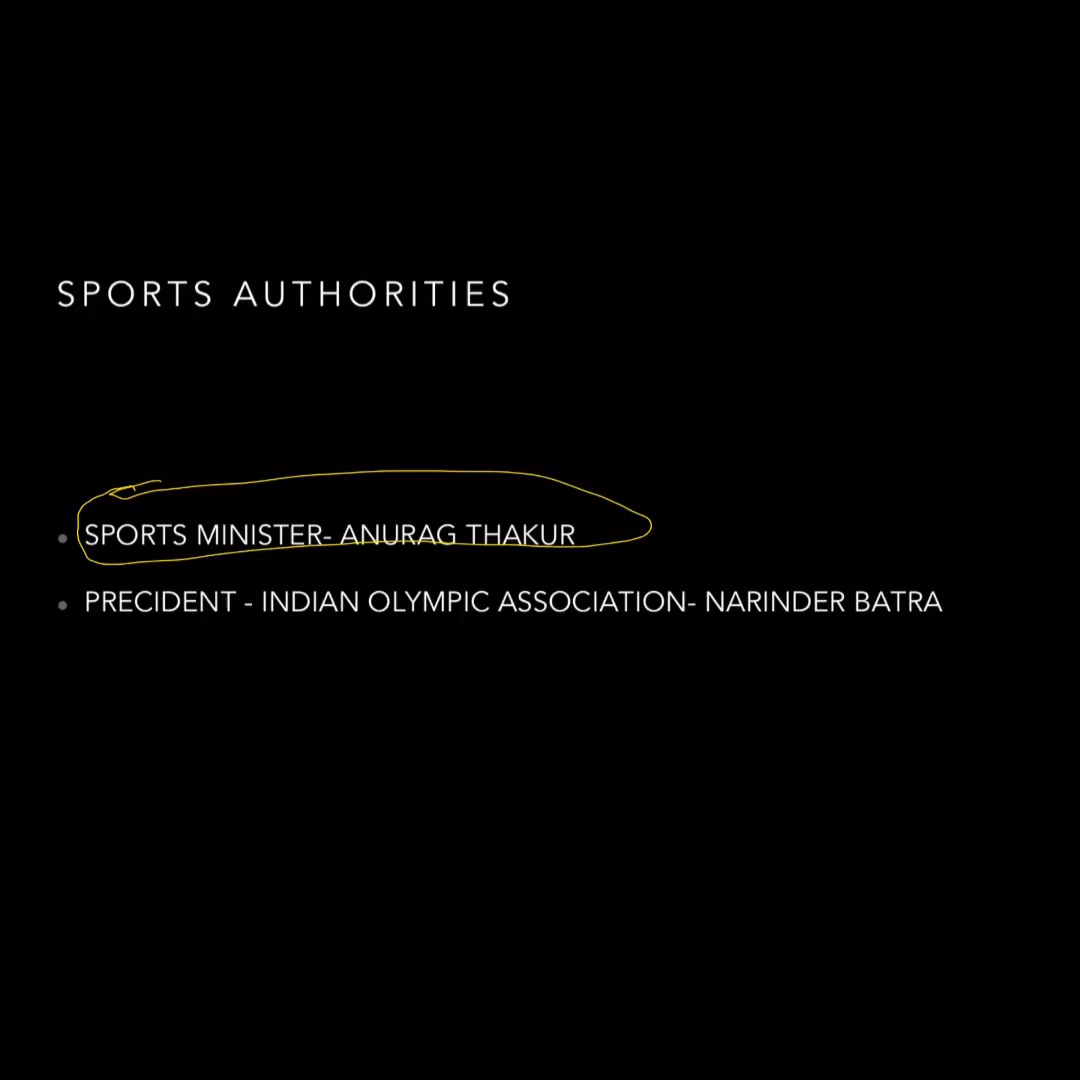 SPORTS AUTHORITIES
SPORTS MINISTER- ANURAG THAKUR
PRECIDENT - INDIAN OLYMPIC ASSOCIATION- NARINDER BATRA